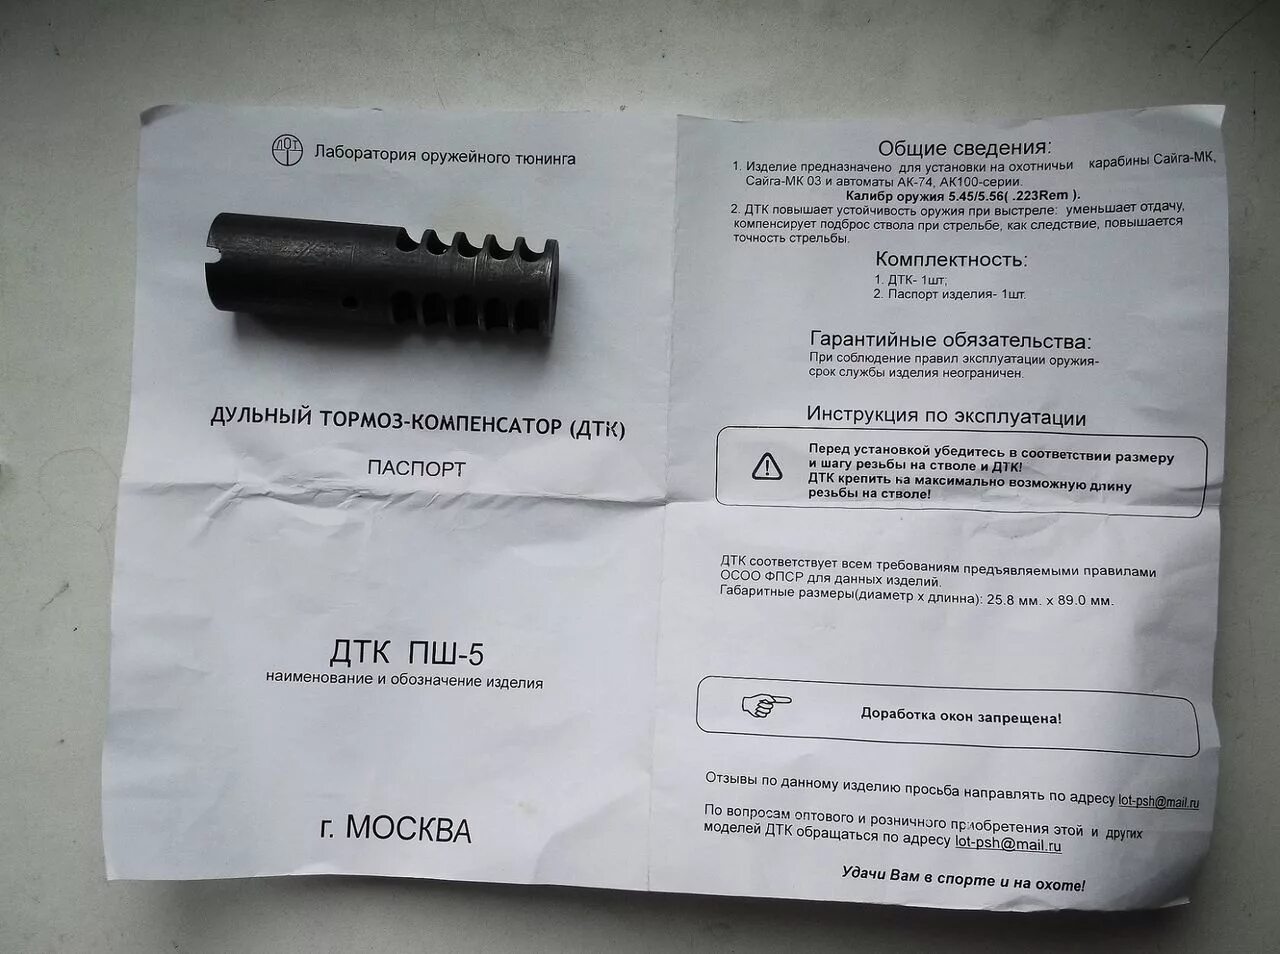 ЛОТ
Лаборатория оружейного тюнинга
ДУЛЬНЫЙ ТОРМОЗ-КОМПЕНСАТОР (ДТК)
ПАСПОРТ
ДТК ПШ-5
наименование и обозначение изделия
г. МОСКВА
Общие сведения:
1. Изделие предназначено для установки на охотничьи карабины Сайга-МК,
Сайга-МК 03 и автоматы АК-74, АК100-серии.
Калибр оружия 5.45/5.56( .223Rem ).
2. ДТК повышает устойчивость оружия при выстреле: уменьшает отдачу,
компенсирует подброс ствола при стрельбе, как следствие, повышается
точность стрельбы.
Комплектность:
1. ДТК- 1шт;
2. Паспорт изделия- 1шт.
Гарантийные обязательства:
При соблюдение правил эксплуатации оружия-
срок службы изделия неограничен.
Инструкция по эксплуатации
Перед установкой убедитесь в соответствии размеру
и шагу резьбы на стволе и ДТК!
ДТК крепить на максимально возможную длину
резьбы на стволе!
ДТК соответствует всем требованиям предъявляемыми правилами
ОСОО ФПСР для данных изделий.
Габаритные размеры(диаметр х длинна): 25.8 мм. х 89.0 мм.
Доработка окон запрещена!
Отзывы по данному изделию просьба направлять по адресу lot-psh@mail.ru
По вопросам оптового и розничного приобретения этой и других
моделей ДТК обращаться по адресу lot-psh@mail.ru
Удачи Вам в спорте и на охоте!